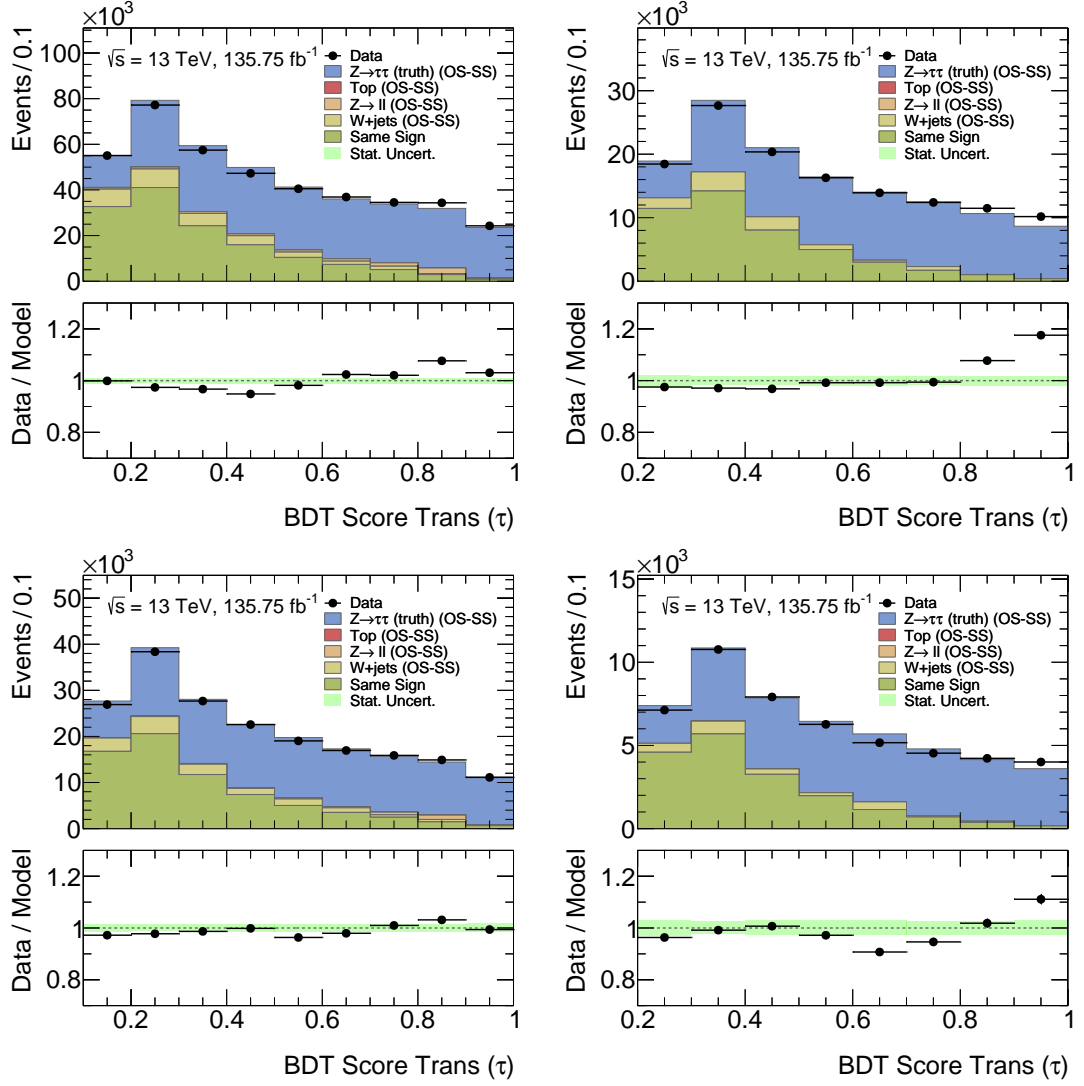 ×10³
Events / 0.1
100
80
60
40
20
0
√s = 13 TeV, 135.75 fb⁻¹
Data
Z→ττ (truth) (OS-SS)
Top (OS-SS)
Z→ ll (OS-SS)
W+jets (OS-SS)
Same Sign
Stat. Uncert.
Data / Model
1.2
1
0.8
0.2 0.4 0.6 0.8 1
BDT Score Trans (τ)
×10³
Events / 0.1
30
20
10
0
√s = 13 TeV, 135.75 fb⁻¹
Data
Z→ττ (truth) (OS-SS)
Top (OS-SS)
Z→ ll (OS-SS)
W+jets (OS-SS)
Same Sign
Stat. Uncert.
Data / Model
1.2
1
0.8
0.2 0.4 0.6 0.8 1
BDT Score Trans (τ)
×10³
Events / 0.1
50
40
30
20
10
0
√s = 13 TeV, 135.75 fb⁻¹
Data
Z→ττ (truth) (OS-SS)
Top (OS-SS)
Z→ ll (OS-SS)
W+jets (OS-SS)
Same Sign
Stat. Uncert.
Data / Model
1.2
1
0.8
0.2 0.4 0.6 0.8 1
BDT Score Trans (τ)
×10³
Events / 0.1
15
10
5
0
√s = 13 TeV, 135.75 fb⁻¹
Data
Z→ττ (truth) (OS-SS)
Top (OS-SS)
Z→ ll (OS-SS)
W+jets (OS-SS)
Same Sign
Stat. Uncert.
Data / Model
1.2
1
0.8
0.2 0.4 0.6 0.8 1
BDT Score Trans (τ)